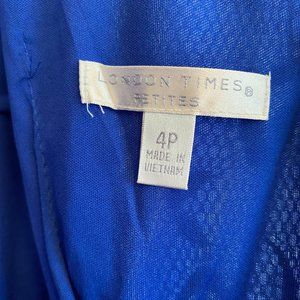 LONDON TIMES®
PETITES
4P
MADE IN
VIETNAM